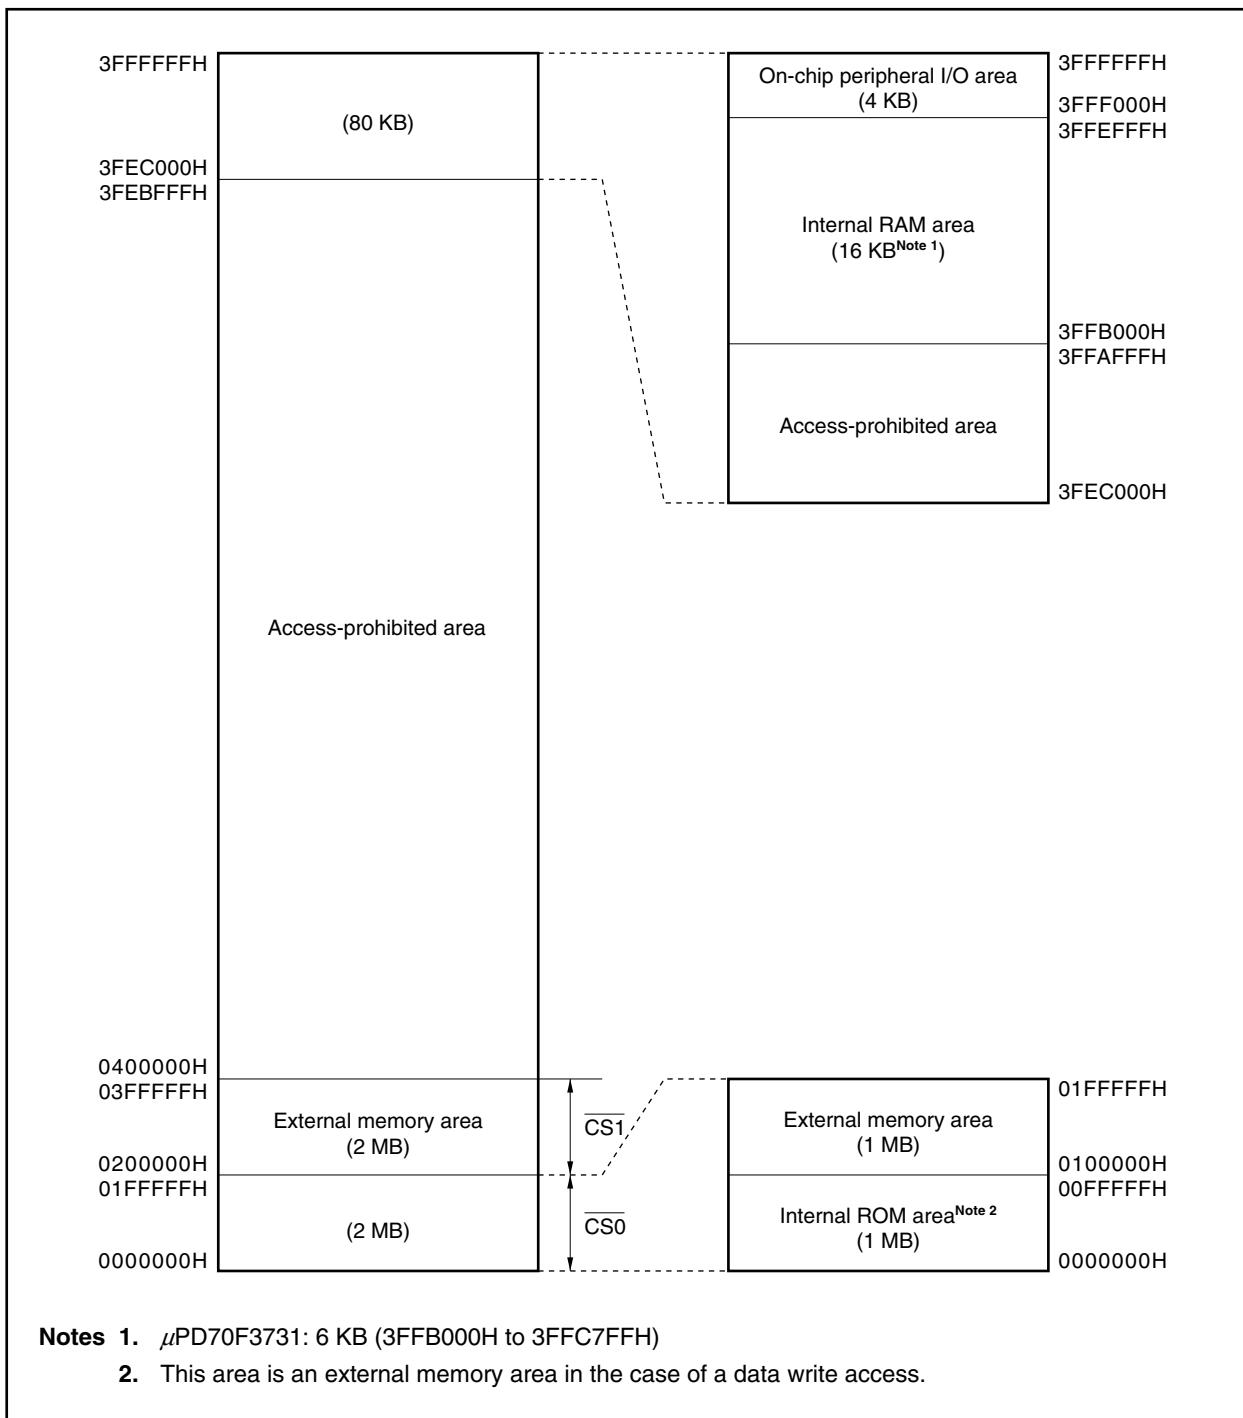 3FFFFFFH
(80 KB)
3FEC000H
3FEBFFFH
Access-prohibited area
0400000H
03FFFFFH
External memory area
(2 MB)
0200000H
01FFFFFH
(2 MB)
0000000H
CS1
CS0
On-chip peripheral I/O area
(4 KB)
3FFFFFFH
3FFF000H
3FFEFFFH
Internal RAM area
(16 KBNote 1)
3FFB000H
3FFAFFFH
Access-prohibited area
3FEC000H
External memory area
(1 MB)
01FFFFFH
0100000H
00FFFFFH
Internal ROM areaNote 2
(1 MB)
0000000H
Notes 1. μPD70F3731: 6 KB (3FFB000H to 3FFC7FFH)
2. This area is an external memory area in the case of a data write access.